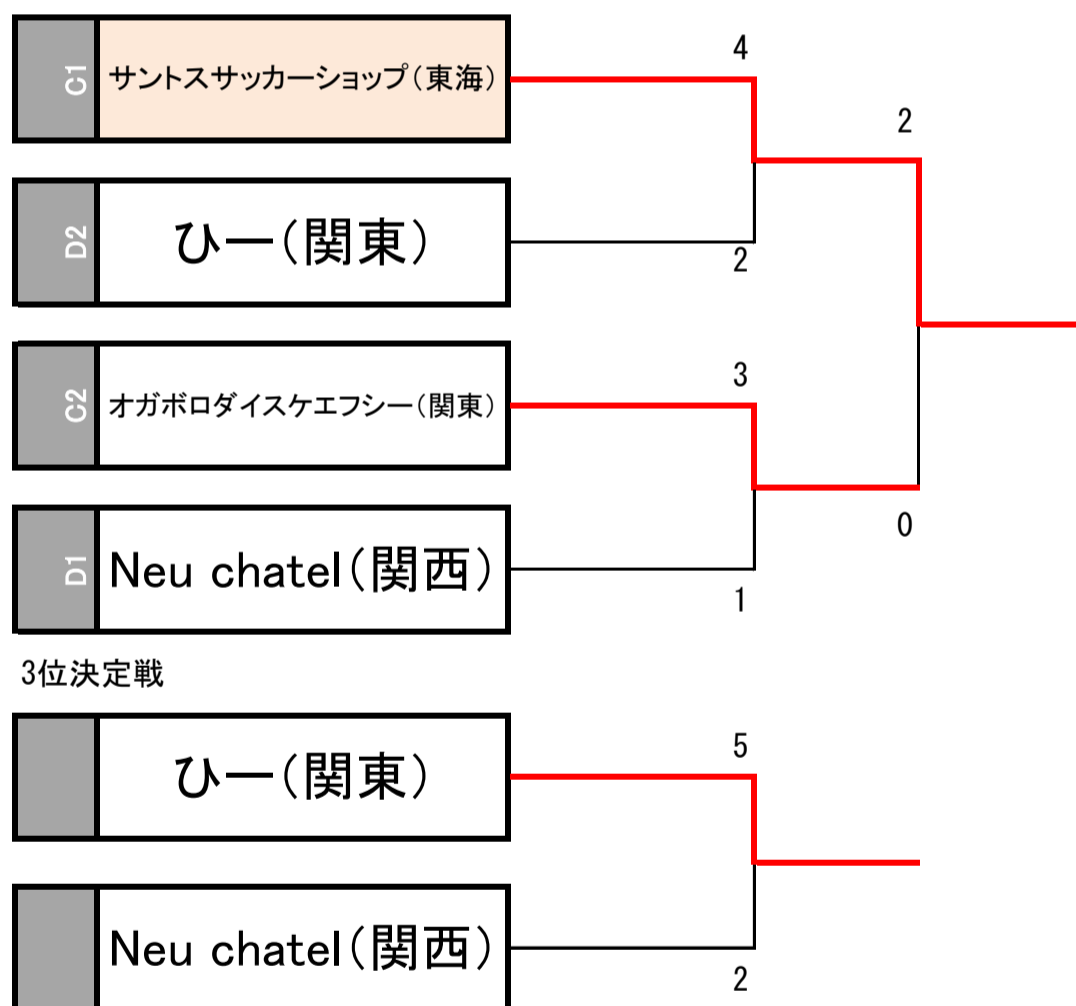 C1 サントスサッカーショップ(東海)
4
2
D2 ひー(関東)
2
C2 オガボロダイスケエフシー(関東)
3
0
D1 Neu chatel(関西)
1
3位決定戦
ひー(関東)
5
Neu chatel(関西)
2